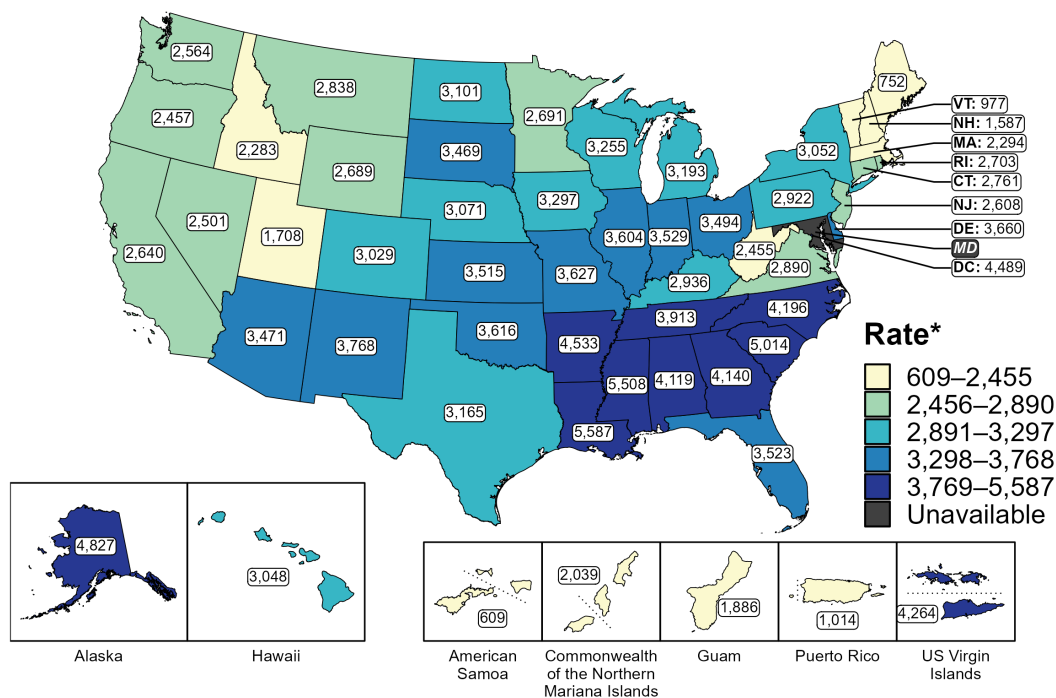 2,564
2,838
3,101
2,691
752
VT: 977
NH: 1,587
MA: 2,294
RI: 2,703
CT: 2,761
NJ: 2,608
DE: 3,660
MD
DC: 4,489
2,457
2,283
3,469
3,255
3,193
3,052
2,689
2,501
3,071
3,297
2,922
2,640
1,708
3,029
3,604
3,529
3,494
2,455
2,890
3,515
3,627
2,936
3,471
3,768
3,616
4,533
3,913
4,196
5,014
3,165
5,508
4,119
4,140
5,587
3,523
Rate*
609–2,455
2,456–2,890
2,891–3,297
3,298–3,768
3,769–5,587
Unavailable
4,827
3,048
609
2,039
1,886
1,014
4,264
Alaska
Hawaii
American
Samoa
Commonwealth
of the Northern
Mariana Islands
Guam
Puerto Rico
US Virgin
Islands